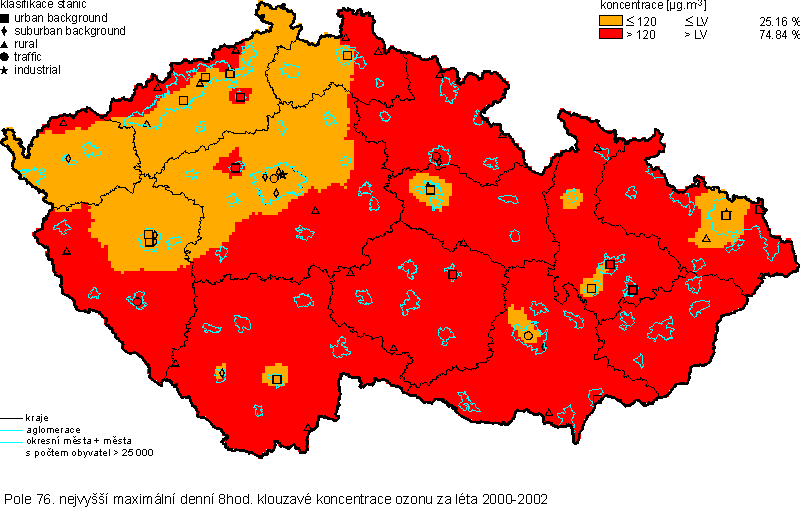 klasifikace stanic
urban background
suburban background
rural
traffic
industrial
koncentrace [µg.m³]
≤ 120 ≤ LV 25.16 %
> 120 > LV 74.84 %
kraje
aglomerace
okresní města + města
s počtem obyvatel > 25 000
Pole 76. nejvyšší maximální denní 8hod. klouzavé koncentrace ozonu za léta 2000-2002